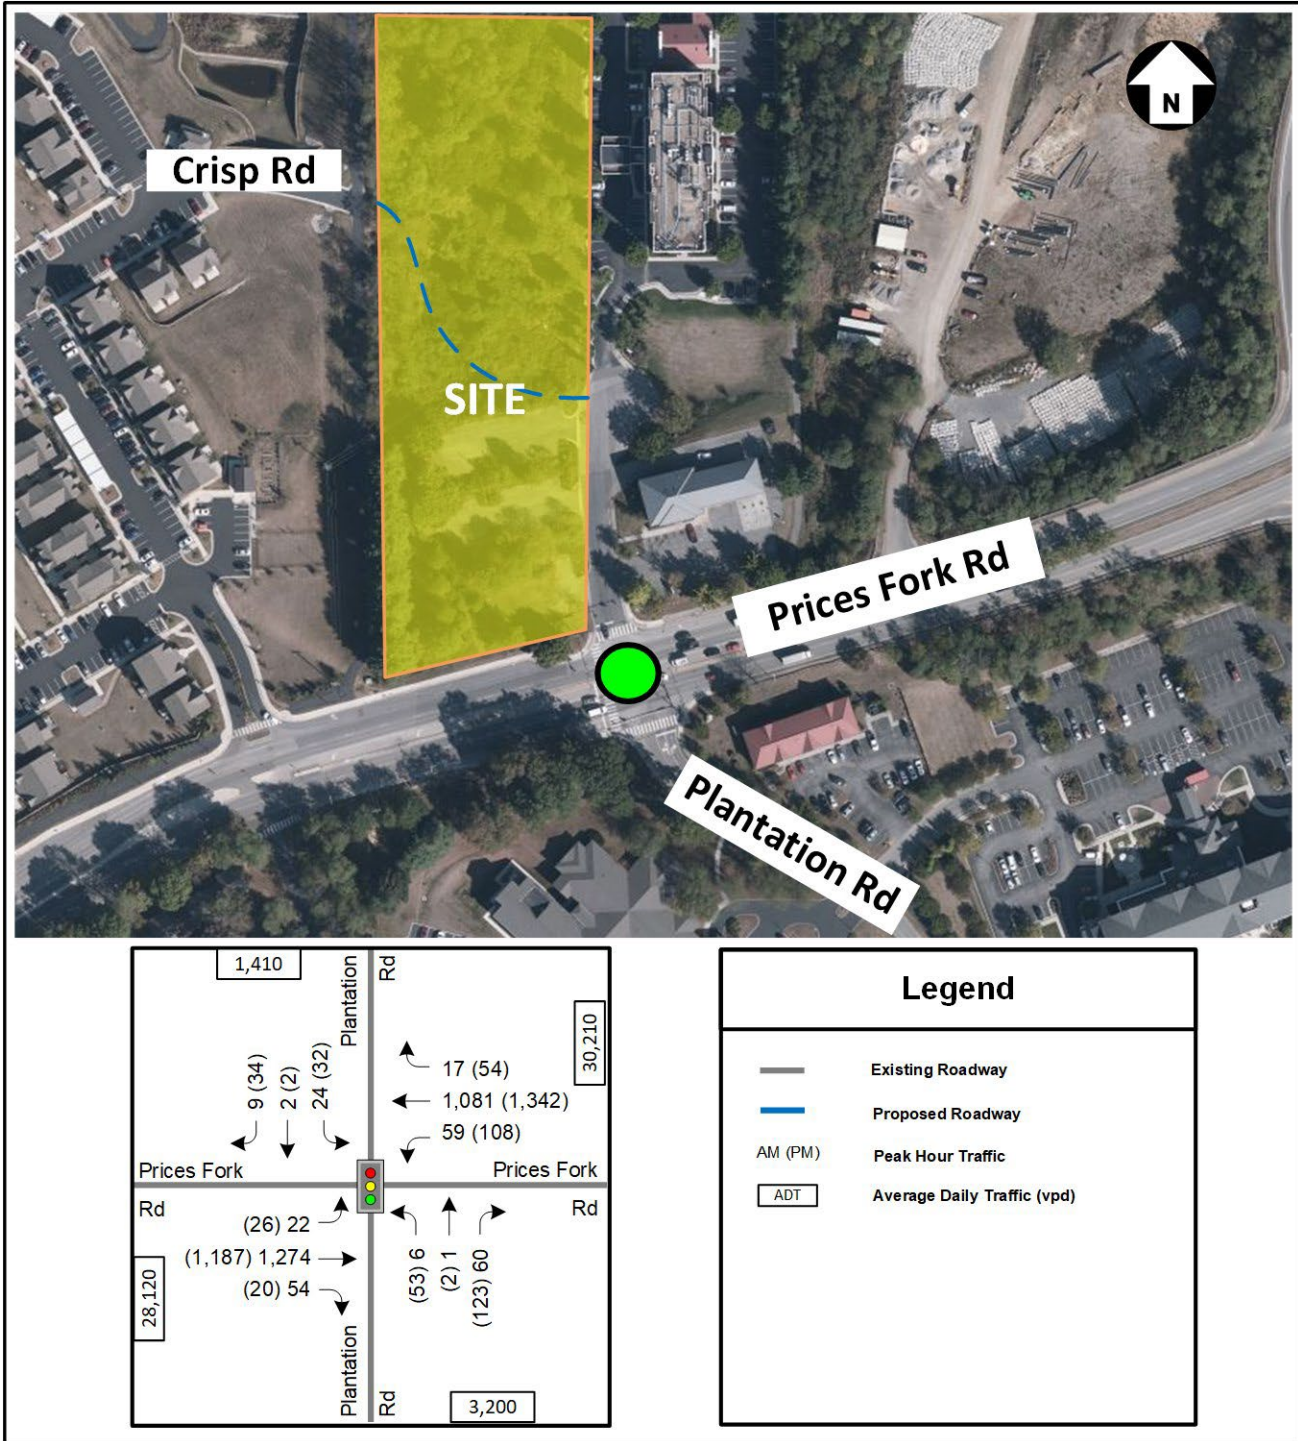 N
Crisp Rd
SITE
Prices Fork Rd
Plantation Rd
1,410
Plantation
Rd
30,210
9 (34)
2 (2)
24 (32)
17 (54)
1,081 (1,342)
59 (108)
Prices Fork
Rd
Prices Fork
Rd
(26) 22
(1,187) 1,274
(20) 54
(53) 6
(2) 1
(123) 60
28,120
Plantation
Rd
3,200
Legend
Existing Roadway
Proposed Roadway
AM (PM) Peak Hour Traffic
ADT Average Daily Traffic (vpd)